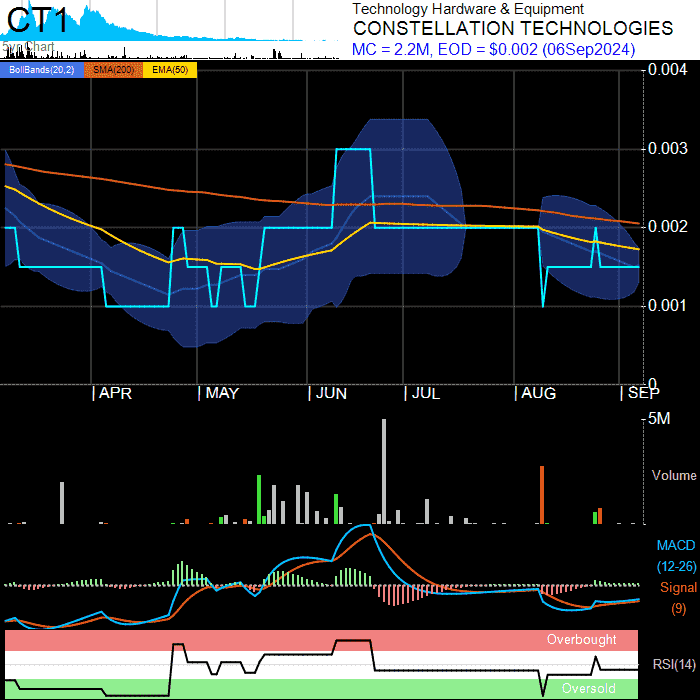 CT1
5yr Chart
Technology Hardware & Equipment
CONSTELLATION TECHNOLOGIES
MC = 2.2M, EOD = $0.002 (06Sep2024)
BollBands(20,2) SMA(200) EMA(50)
0.004
0.003
0.002
0.001
0
APR MAY JUN JUL AUG SEP
5M
Volume
MACD
(12-26)
Signal
(9)
Overbought
RSI(14)
Oversold